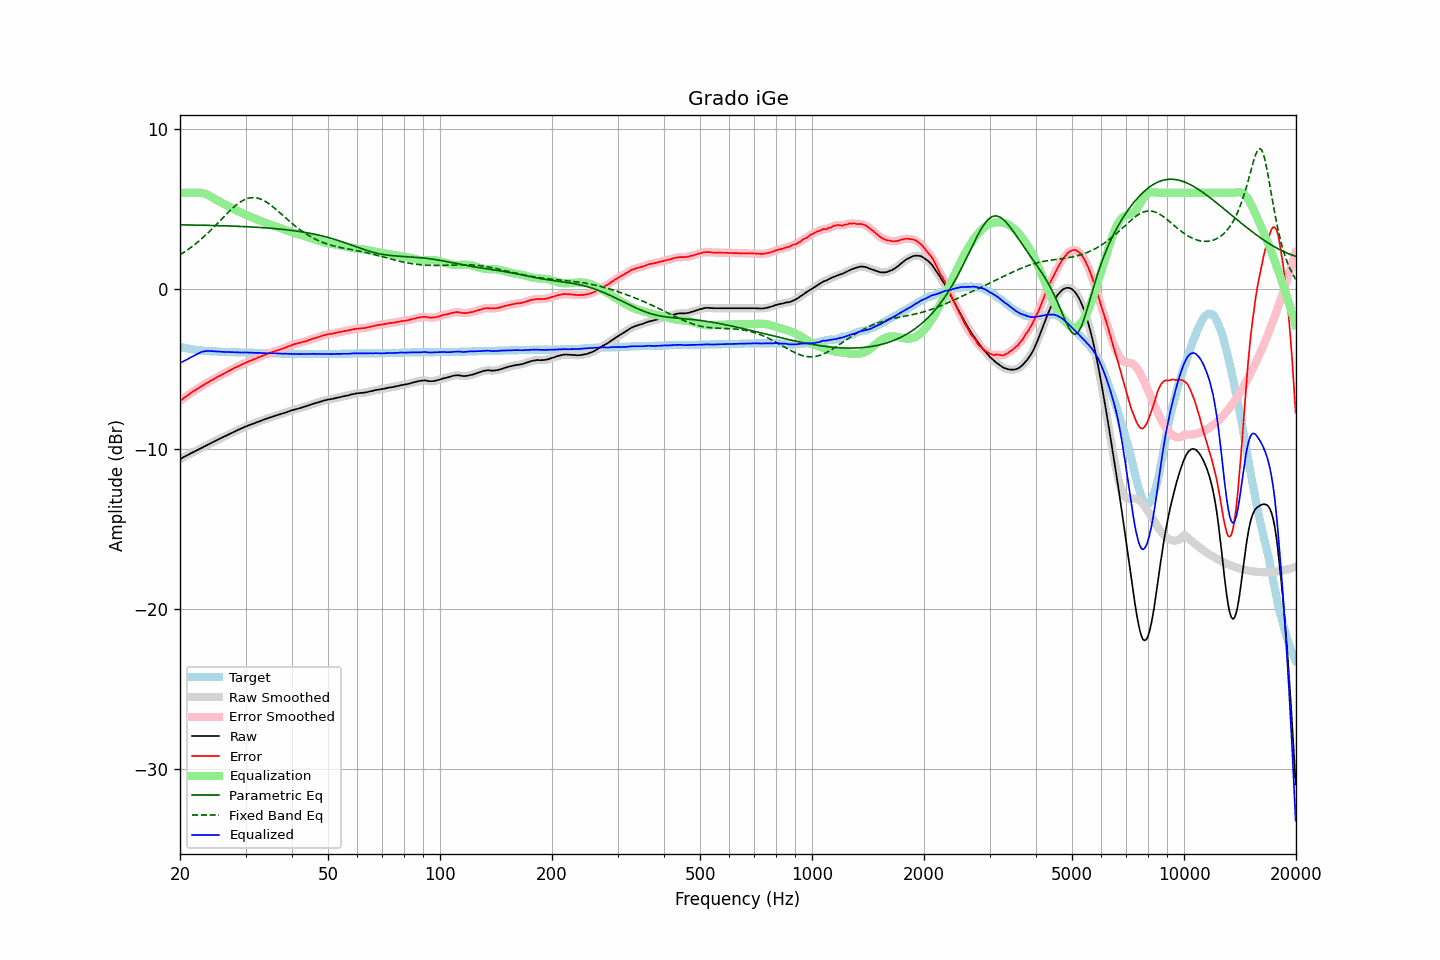 Grado iGe
10
0
−10
−20
−30
Amplitude (dBr)
Target
Raw Smoothed
Error Smoothed
Raw
Error
Equalization
Parametric Eq
Fixed Band Eq
Equalized
20 50 100 200 500 1000 2000 5000 10000 20000
Frequency (Hz)